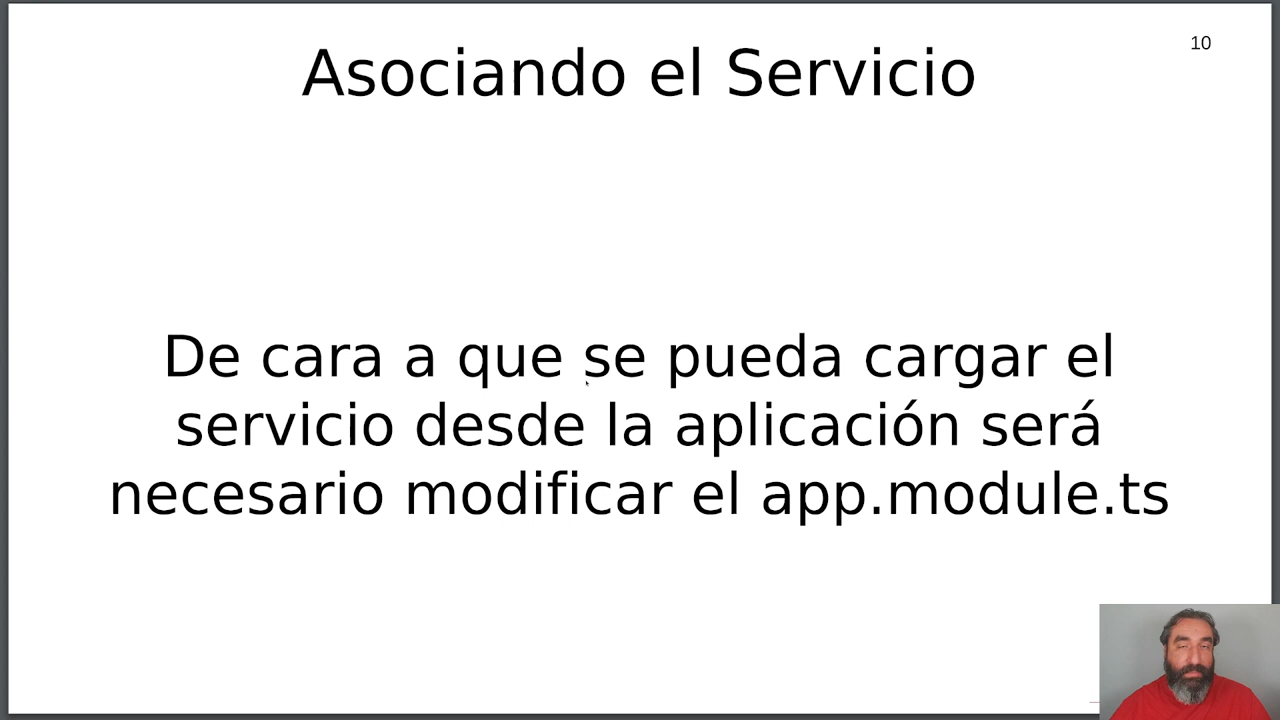 10
Asociando el Servicio
De cara a que se pueda cargar el
servicio desde la aplicación será
necesario modificar el app.module.ts